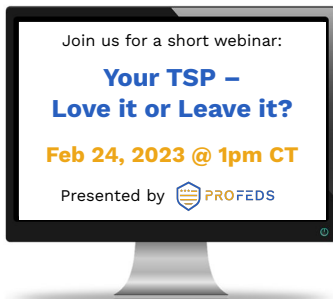 Join us for a short webinar:
Your TSP –
Love it or Leave it?
Feb 24, 2023 @ 1pm CT
Presented by PROFEDS